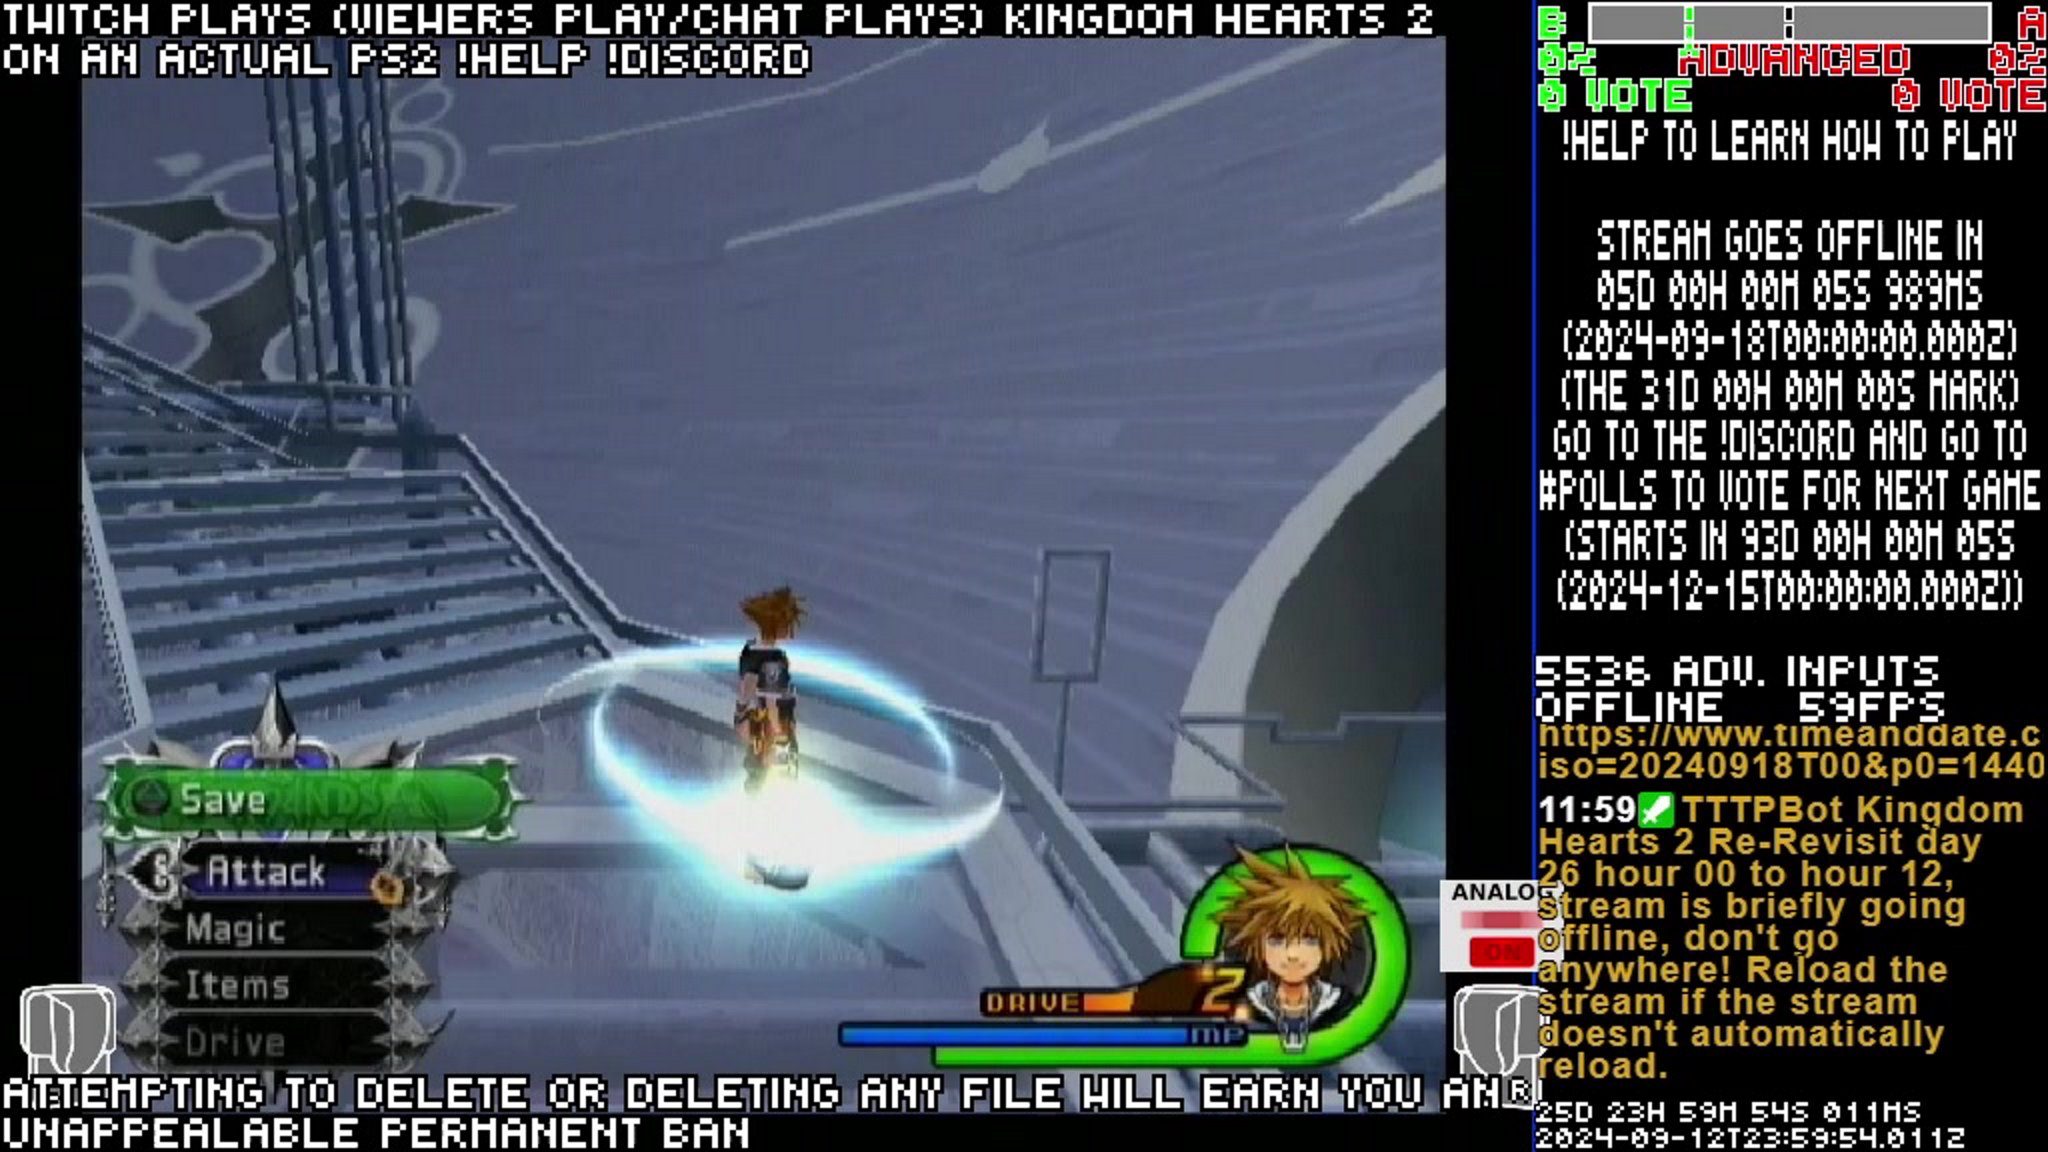 TWITCH PLAYS (VIEWERS PLAY/CHAT PLAYS) KINGDOM HEARTS 2
ON AN ACTUAL PS2 !HELP !DISCORD
B A
0% ADVANCED 0%
0 VOTE 0 VOTE
!HELP TO LEARN HOW TO PLAY
STREAM GOES OFFLINE IN
05D 00H 00M 05S 989MS
(2024-09-18T00:00:00.000Z)
(THE 31D 00H 00M 00S MARK)
GO TO THE !DISCORD AND GO TO
#POLLS TO VOTE FOR NEXT GAME
(STARTS IN 93D 00H 00M 05S
(2024-12-15T00:00:00.000Z))
5536 ADV. INPUTS
OFFLINE 59FPS
https://www.timeanddate.c
iso=20240918T00&p0=1440
11:59 TTTPBot Kingdom
Hearts 2 Re-Revisit day
26 hour 00 to hour 12,
stream is briefly going
offline, don't go
anywhere! Reload the
stream if the stream
doesn't automatically
reload.
25D 23H 59M 54S 011MS
2024-09-12T23:59:54.011Z
Save
Attack
Magic
Items
Drive
DRIVE 2
MP
ANALOG
ON
ATTEMPTING TO DELETE OR DELETING ANY FILE WILL EARN YOU AN
UNAPPEALABLE PERMANENT BAN